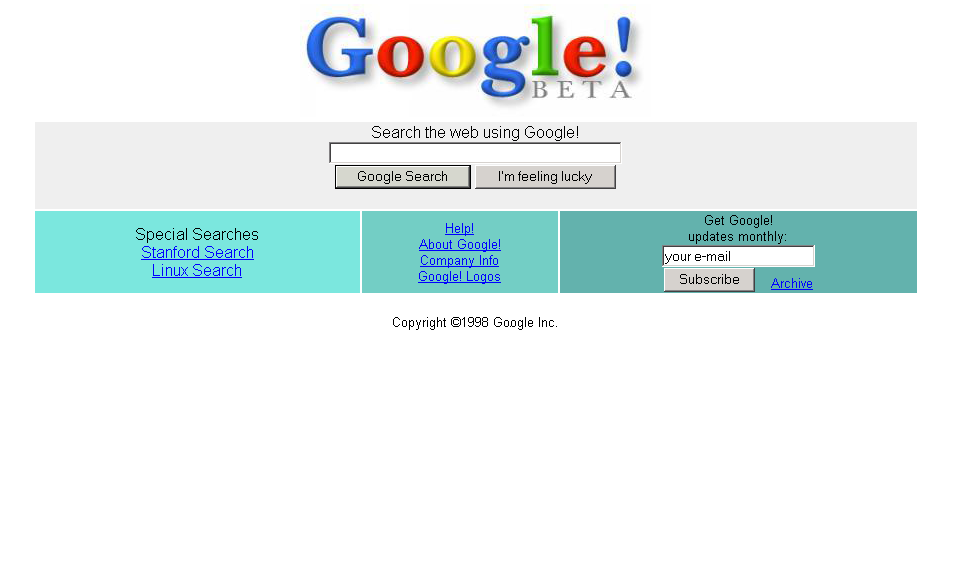 Google!
BETA
Search the web using Google!
Google Search I'm feeling lucky
Special Searches
Stanford Search
Linux Search
Help!
About Google!
Company Info
Google! Logos
Get Google!
updates monthly:
your e-mail
Subscribe Archive
Copyright ©1998 Google Inc.